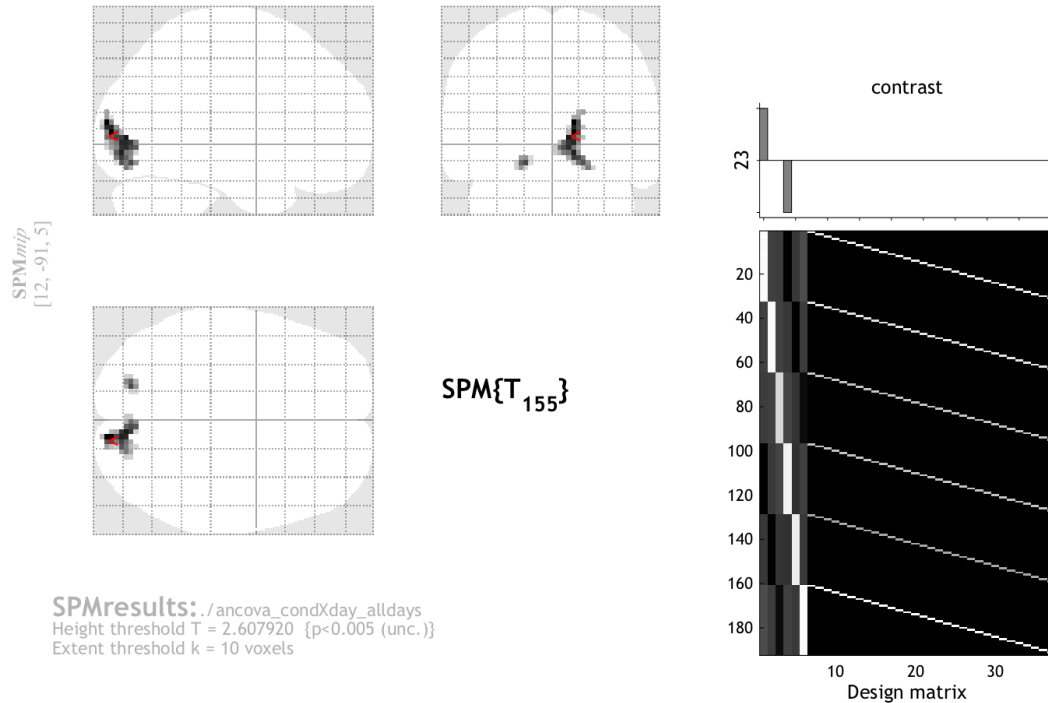 contrast
23
SPMmip
[12, -91, 5]
SPM{T155}
20
40
60
80
100
120
140
160
180
10 20 30
Design matrix
SPMresults: ./ancova_condXday_alldays
Height threshold T = 2.607920 {p<0.005 (unc.)}
Extent threshold k = 10 voxels